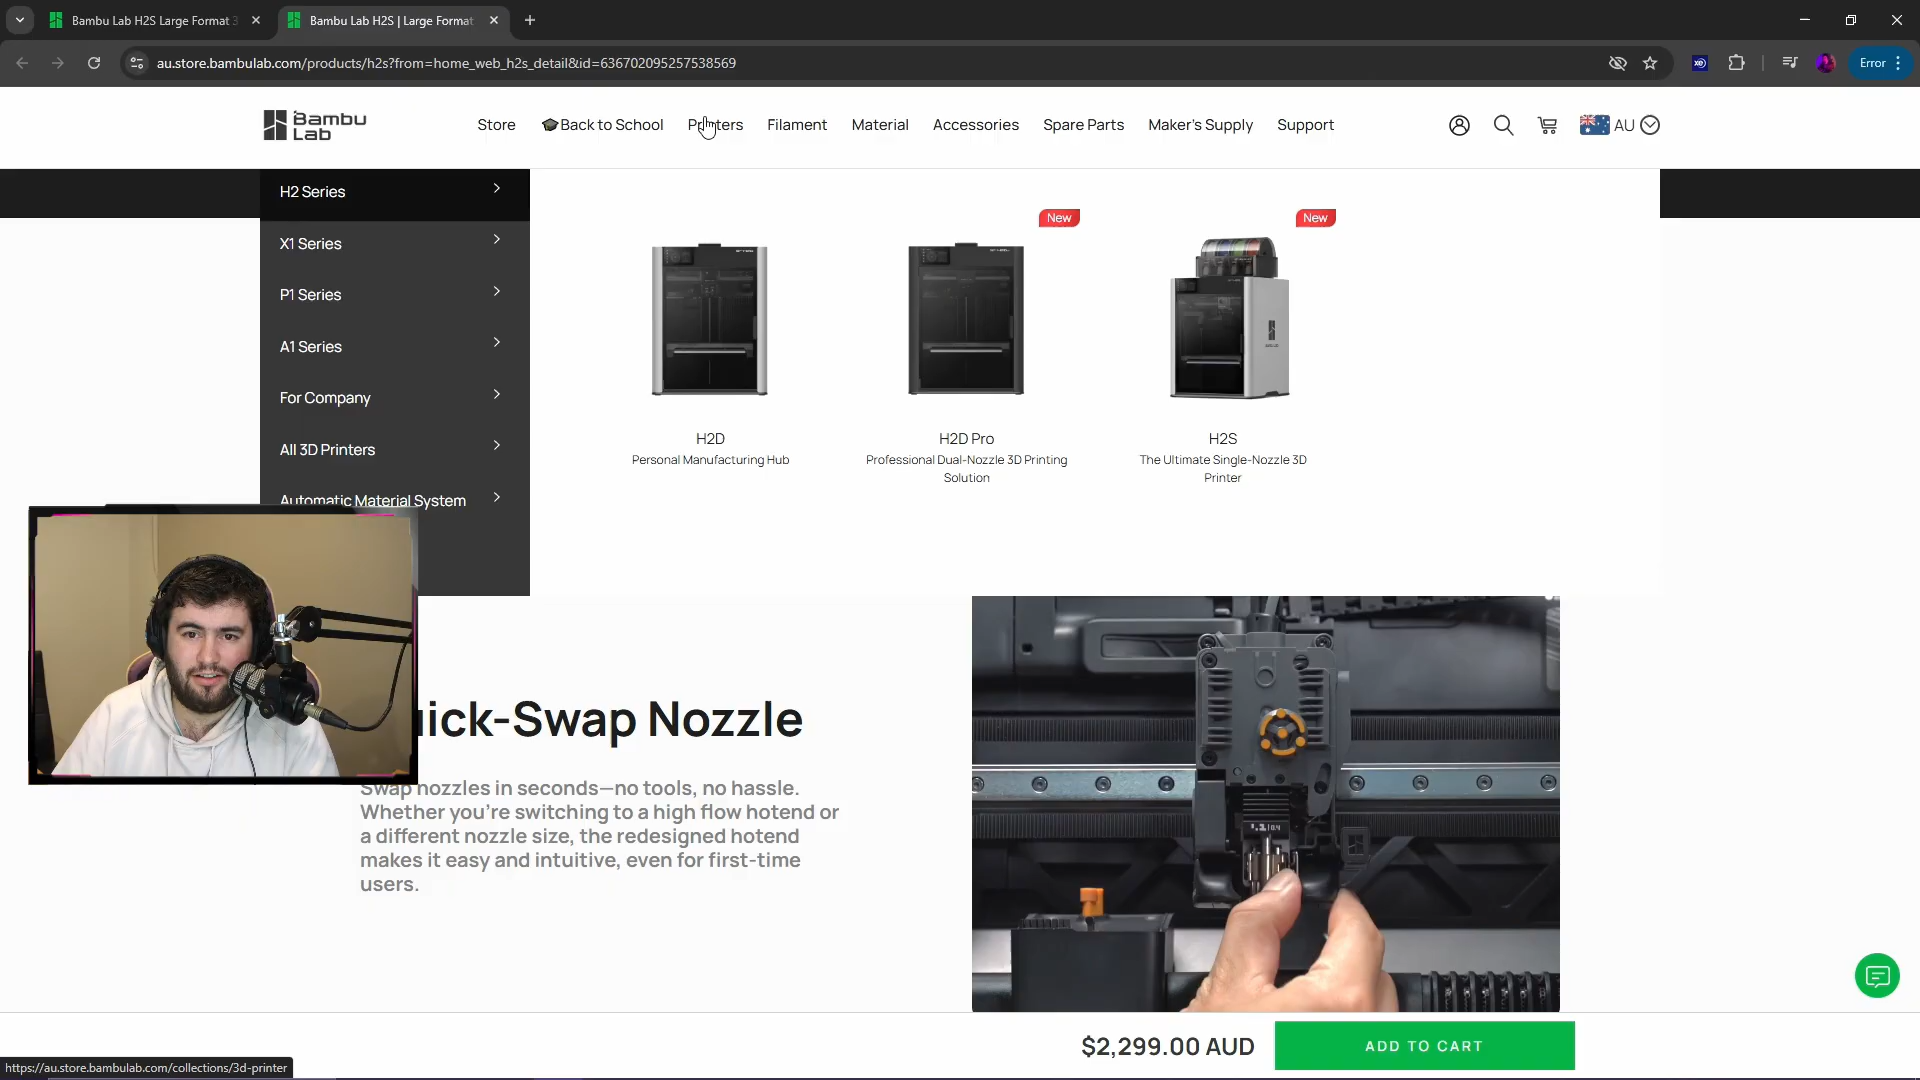 Bambu Lab H2S Large Format 3
Bambu Lab H2S | Large Format
au.store.bambulab.com/products/h2s?from=home_web_h2s_detail&id=636702095257538569
Error
Bambu Lab
Store
🎓Back to School
Printers
Filament
Material
Accessories
Spare Parts
Maker's Supply
Support
AU
H2 Series
X1 Series
P1 Series
A1 Series
For Company
All 3D Printers
Automatic Material System
New
New
H2D
Personal Manufacturing Hub
H2D Pro
Professional Dual-Nozzle 3D Printing
Solution
H2S
The Ultimate Single-Nozzle 3D
Printer
uick-Swap Nozzle
Swap nozzles in seconds—no tools, no hassle.
Whether you're switching to a high flow hotend or
a different nozzle size, the redesigned hotend
makes it easy and intuitive, even for first-time
users.
$2,299.00 AUD
ADD TO CART
https://au.store.bambulab.com/collections/3d-printer